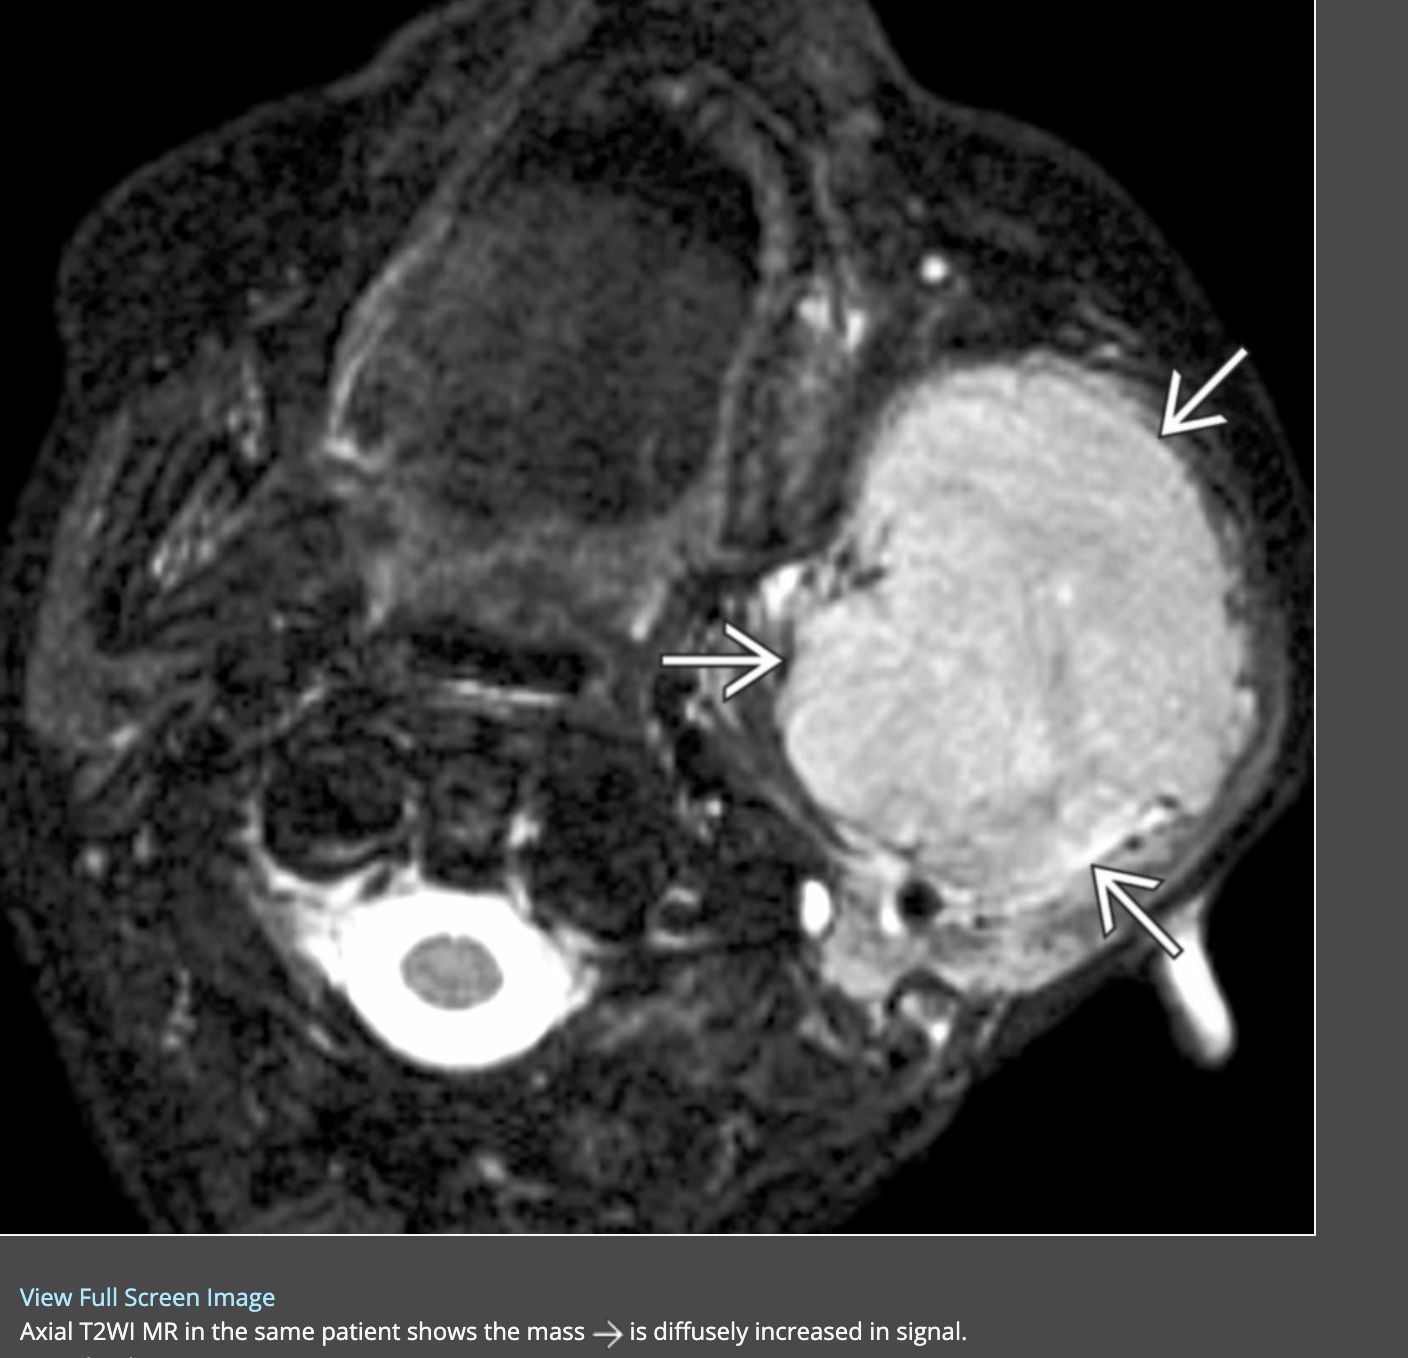 View Full Screen Image
Axial T2WI MR in the same patient shows the mass → is diffusely increased in signal.